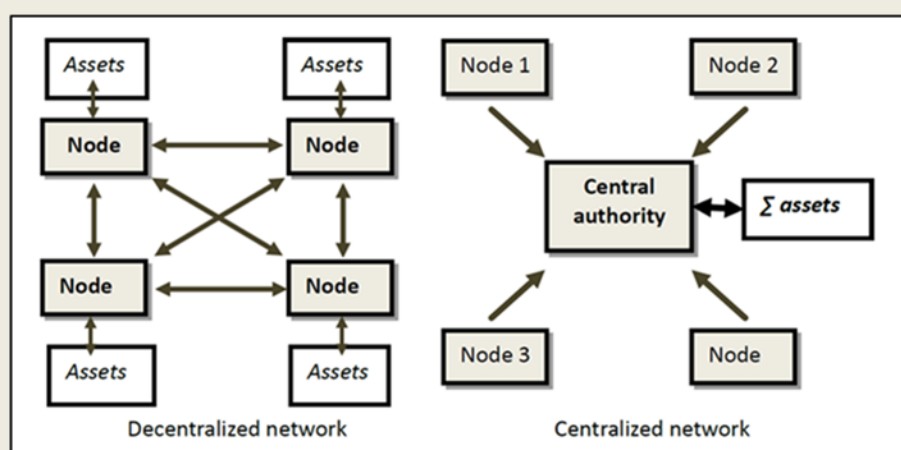 Assets
Assets
Node
Node
Node
Node
Assets
Assets
Decentralized network
Node 1
Node 2
Central
authority
∑ assets
Node 3
Node
Centralized network